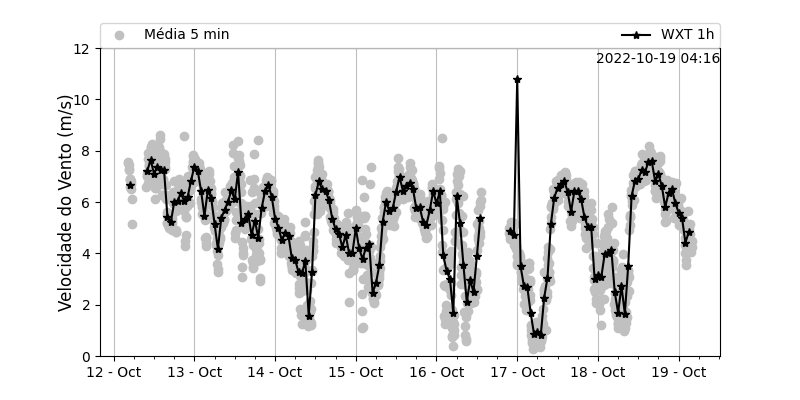 Média 5 min
WXT 1h
2022-10-19 04:16
Velocidade do Vento (m/s)
12
10
8
6
4
2
0
12 - Oct
13 - Oct
14 - Oct
15 - Oct
16 - Oct
17 - Oct
18 - Oct
19 - Oct